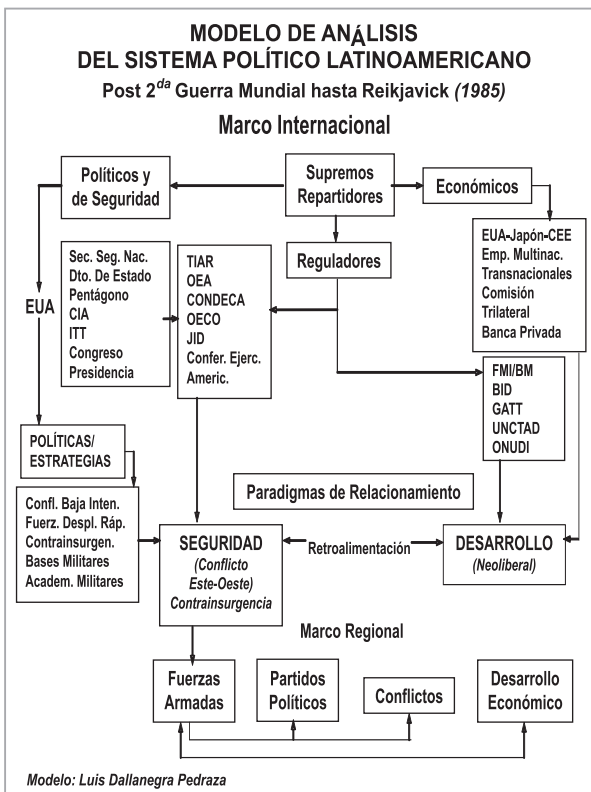 MODELO DE ANÁLISIS
DEL SISTEMA POLÍTICO LATINOAMERICANO
Post 2da Guerra Mundial hasta Reikjavick (1985)
Marco Internacional
Políticos y
de Seguridad
Supremos
Repartidores
Económicos
Reguladores
EUA
Sec. Seg. Nac.
Dto. De Estado
Pentágono
CIA
ITT
Congreso
Presidencia
TIAR
OEA
CONDECA
OECO
JID
Confer. Ejerc.
Americ.
EUA-Japón-CEE
Emp. Multinac.
Transnacionales
Comisión
Trilateral
Banca Privada
FMI/BM
BID
GATT
UNCTAD
ONUDI
POLÍTICAS/
ESTRATEGIAS
Confl. Baja Inten.
Fuerz. Despl. Ráp.
Contrainsurgen.
Bases Militares
Academ. Militares
Paradigmas de Relacionamiento
SEGURIDAD
(Conflicto
Este-Oeste)
Contrainsurgencia
Retroalimentación
DESARROLLO
(Neoliberal)
Marco Regional
Fuerzas
Armadas
Partidos
Políticos
Conflictos
Desarrollo
Económico
Modelo: Luis Dallanegra Pedraza